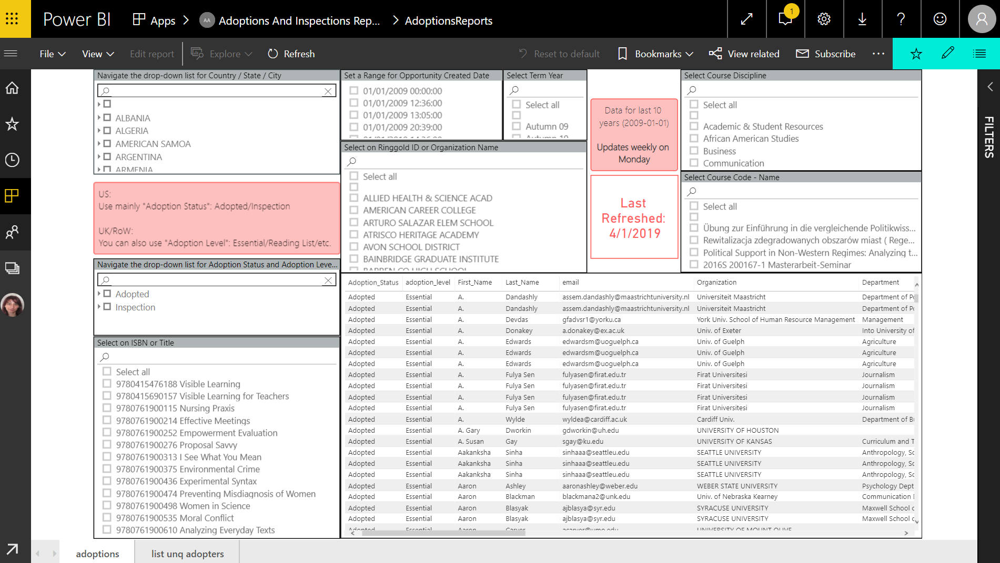 Power BI
Apps
AA
Adoptions And Inspections Rep...
AdoptionsReports
1
File
View
Edit report
Explore
Refresh
Reset to default
Bookmarks
View related
Subscribe
Navigate the drop-down list for Country / State / City
ALBANIA
ALGERIA
AMERICAN SAMOA
ARGENTINA
ARMENIA
US:
Use mainly "Adoption Status": Adopted/Inspection
UK/RoW:
You can also use "Adoption Level": Essential/Reading List/etc.
Navigate the drop-down list for Adoption Status and Adoption Leve...
Adopted
Inspection
Select on ISBN or Title
Select all
9780415476188 Visible Learning
9780415690157 Visible Learning for Teachers
9780761900115 Nursing Praxis
9780761900214 Effective Meetings
9780761900252 Empowerment Evaluation
9780761900276 Proposal Savvy
9780761900313 I See What You Mean
9780761900375 Environmental Crime
9780761900436 Experimental Syntax
9780761900474 Preventing Misdiagnosis of Women
9780761900498 Women in Science
9780761900535 Moral Conflict
9780761900610 Analyzing Everyday Texts
Set a Range for Opportunity Created Date
01/01/2009 00:00:00
01/01/2009 12:36:00
01/01/2009 13:05:00
01/01/2009 20:39:00
Select Term Year
Select all
Autumn 09
Autumn 10
Select on Ringgold ID or Organization Name
Select all
ALLIED HEALTH & SCIENCE ACAD
AMERICAN CAREER COLLEGE
ARTURO SALAZAR ELEM SCHOOL
ATRISCO HERITAGE ACADEMY
AVON SCHOOL DISTRICT
BAINBRIDGE GRADUATE INSTITUTE
BARREN CO HIGH SCHOOL
Data for last 10
years (2009-01-01)
Updates weekly on
Monday
Last
Refreshed:
4/1/2019
Select Course Discipline
Select all
Academic & Student Resources
African American Studies
Business
Communication
Select Course Code - Name
Select all
Übung zur Einführung in die vergleichende Politikwiss...
Rewitalizacja zdegradowanych obszarów miast ( Rege...
Political Support in Non-Western Regimes: Analyzing t...
2016S 200167-1 Masterarbeit-Seminar
Adoption_Status adoption_level First_Name Last_Name email Organization Department
Adopted Essential A. Dandashly assem.dandashly@maastrichtuniversity.nl Universiteit Maastricht Department of Po
Adopted Essential A. Dandashly assem.dandashly@maastrichtuniversity.nl Universiteit Maastricht Department of Po
Adopted Essential A. Devdas gfadvsr1@yorku.ca York Univ. School of Human Resource Management Management
Adopted Essential A. Donakey a.donakey@ex.ac.uk Univ. of Exeter Into University of
Adopted Essential A. Edwards edwardsm@uoguelph.ca Univ. of Guelph Agriculture
Adopted Essential A. Edwards edwardsm@uoguelph.ca Univ. of Guelph Agriculture
Adopted Essential A. Edwards edwardsm@uoguelph.ca Univ. of Guelph Agriculture
Adopted Essential A. Fulya Sen fulyasen@firat.edu.tr Firat Universitesi Journalism
Adopted Essential A. Fulya Sen fulyasen@firat.edu.tr Firat Universitesi Journalism
Adopted Essential A. Fulya Sen fulyasen@firat.edu.tr Firat Universitesi Journalism
Adopted Essential A. Fulya Sen fulyasen@firat.edu.tr Firat Universitesi Journalism
Adopted Essential A. Wylde wyldea@cardiff.ac.uk Cardiff Univ. Department of Bu
Adopted Essential A. Gary Dworkin gdworkin@uh.edu UNIVERSITY OF HOUSTON
Adopted Essential A. Susan Gay sgay@ku.edu UNIVERSITY OF KANSAS Curriculum and T
Adopted Essential Aakanksha Sinha sinhaaa@seattleu.edu SEATTLE UNIVERSITY Anthropology, So
Adopted Essential Aakanksha Sinha sinhaaa@seattleu.edu SEATTLE UNIVERSITY Anthropology, So
Adopted Essential Aakanksha Sinha sinhaaa@seattleu.edu SEATTLE UNIVERSITY Anthropology, So
Adopted Essential Aaron Ashley aaronashley@weber.edu WEBER STATE UNIVERSITY Psychology Dept
Adopted Essential Aaron Blackman blackmana2@unk.edu Univ. of Nebraska Kearney Communication
Adopted Essential Aaron Blasyak ajblasya@syr.edu SYRACUSE UNIVERSITY Maxwell School o
Adopted Essential Aaron Blasyak ajblasya@syr.edu SYRACUSE UNIVERSITY Maxwell School o
Adopted Essential Aaron Carver acarver@umo.edu UNIVERSITY OF MOUNT OLIVE
FILTERS
adoptions
list unq adopters